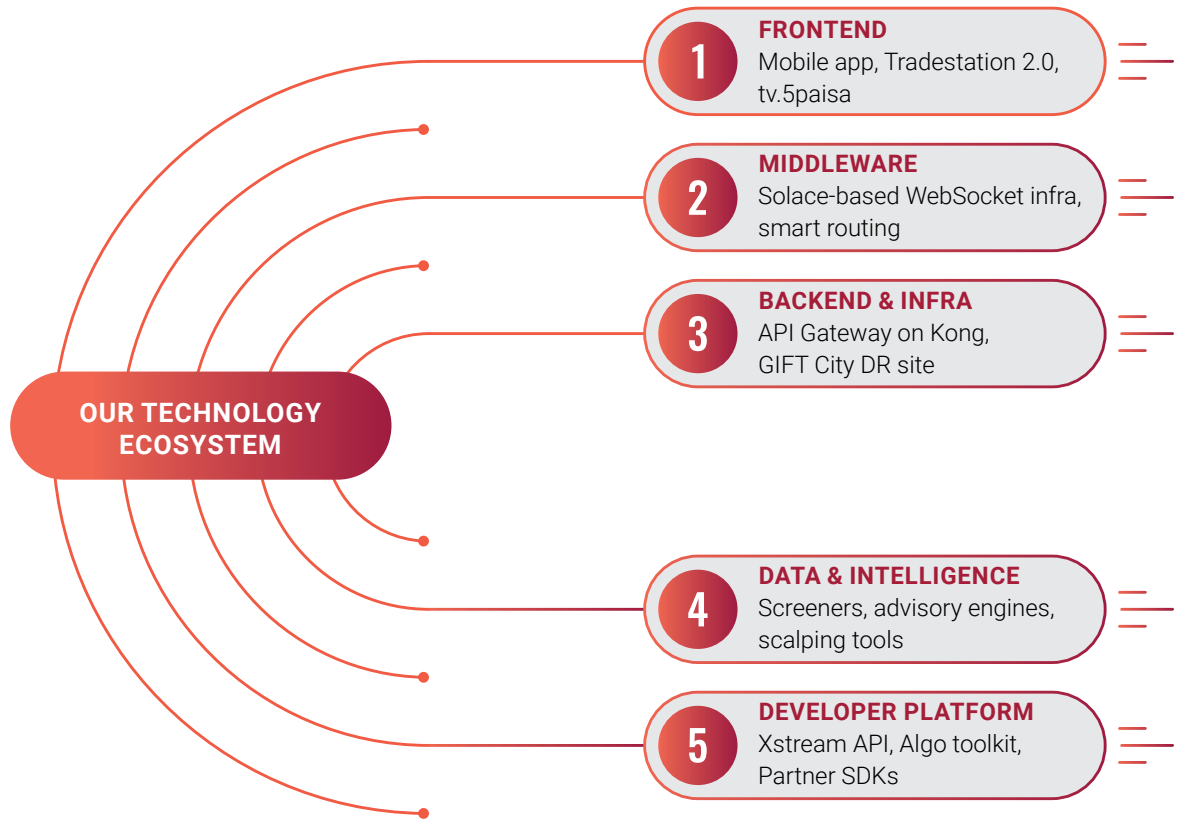 1
FRONTEND
Mobile app, Tradestation 2.0,
tv.5paisa
2
MIDDLEWARE
Solace-based WebSocket infra,
smart routing
3
BACKEND & INFRA
API Gateway on Kong,
GIFT City DR site
OUR TECHNOLOGY
ECOSYSTEM
4
DATA & INTELLIGENCE
Screeners, advisory engines,
scalping tools
5
DEVELOPER PLATFORM
Xstream API, Algo toolkit,
Partner SDKs